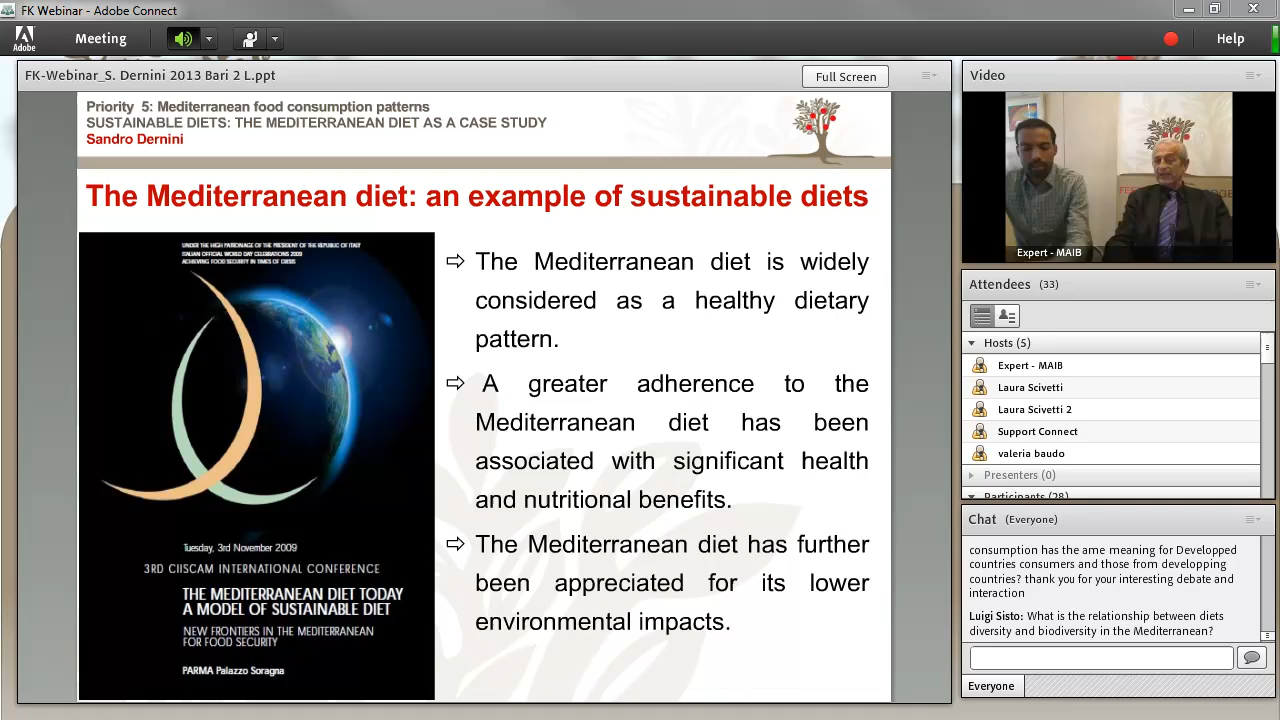 FK Webinar - Adobe Connect
Adobe
Meeting
Help
FK-Webinar_S. Dernini 2013 Bari 2 L.ppt
Full Screen
Priority 5: Mediterranean food consumption patterns
SUSTAINABLE DIETS: THE MEDITERRANEAN DIET AS A CASE STUDY
Sandro Dernini
The Mediterranean diet: an example of sustainable diets
UNDER THE HIGH PATRONAGE OF THE PRESIDENT OF THE REPUBLIC OF ITALY
ITALIAN OFFICIAL WORLD DAY CELEBRATIONS 2009
ACHIEVING FOOD SECURITY IN TIMES OF CRISIS
Tuesday, 3rd November 2009
3RD CIISCAM INTERNATIONAL CONFERENCE
THE MEDITERRANEAN DIET TODAY
A MODEL OF SUSTAINABLE DIET
NEW FRONTIERS IN THE MEDITERRANEAN
FOR FOOD SECURITY
PARMA Palazzo Soragna
⇨ The Mediterranean diet is widely
considered as a healthy dietary
pattern.
⇨ A greater adherence to the
Mediterranean diet has been
associated with significant health
and nutritional benefits.
⇨ The Mediterranean diet has further
been appreciated for its lower
environmental impacts.
Video
Expert - MAIB
Attendees (33)
Hosts (5)
Expert - MAIB
Laura Scivetti
Laura Scivetti 2
Support Connect
valeria baudo
Presenters (0)
Participants (28)
Chat (Everyone)
consumption has the ame meaning for Developped
countries consumers and those from developping
countries? thank you for your interesting debate and
interaction
Luigi Sisto: What is the relationship between diets
diversity and biodiversity in the Mediterranean?
Everyone